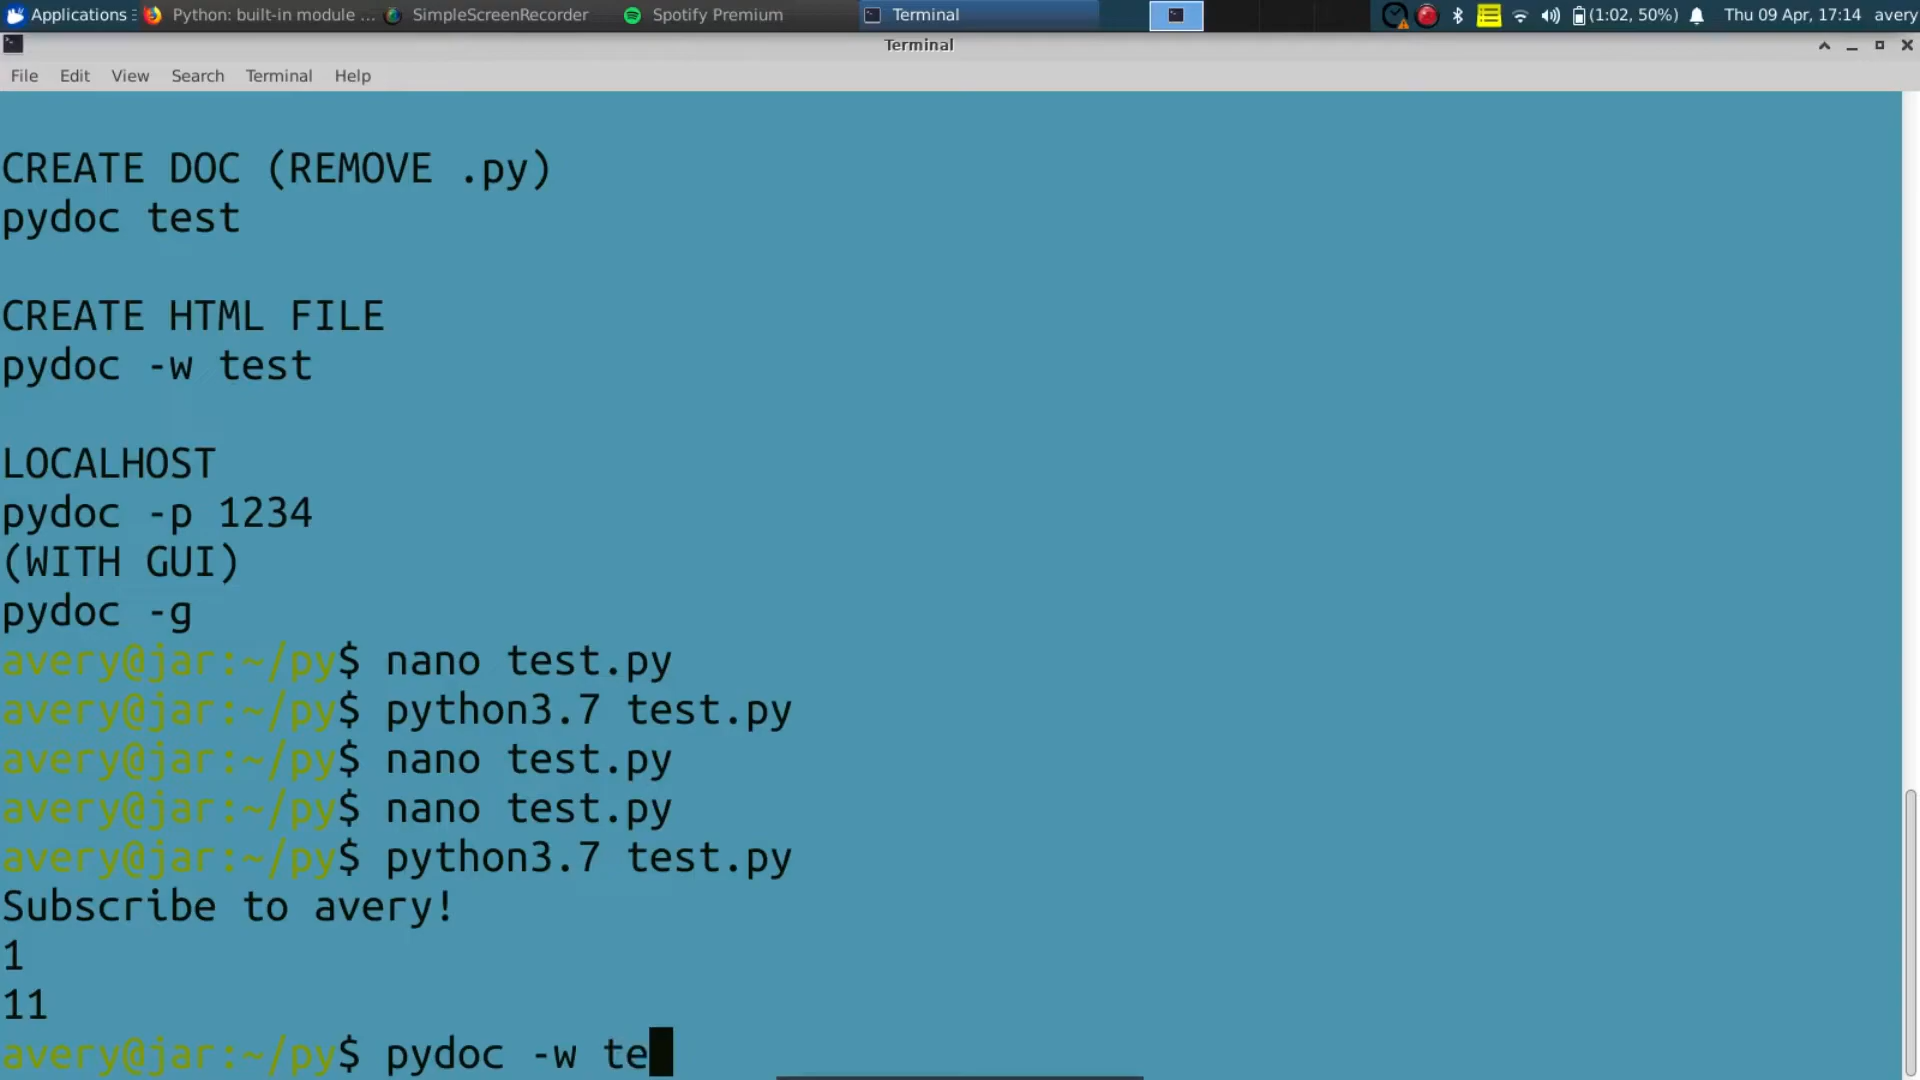 Applications Python: built-in module ... SimpleScreenRecorder Spotify Premium Terminal (1:02, 50%) Thu 09 Apr, 17:14 avery
Terminal
File Edit View Search Terminal Help
CREATE DOC (REMOVE .py)
pydoc test
CREATE HTML FILE
pydoc -w test
LOCALHOST
pydoc -p 1234
(WITH GUI)
pydoc -g
avery@jar:~/py$ nano test.py
avery@jar:~/py$ python3.7 test.py
avery@jar:~/py$ nano test.py
avery@jar:~/py$ nano test.py
avery@jar:~/py$ python3.7 test.py
Subscribe to avery!
1
11
avery@jar:~/py$ pydoc -w te